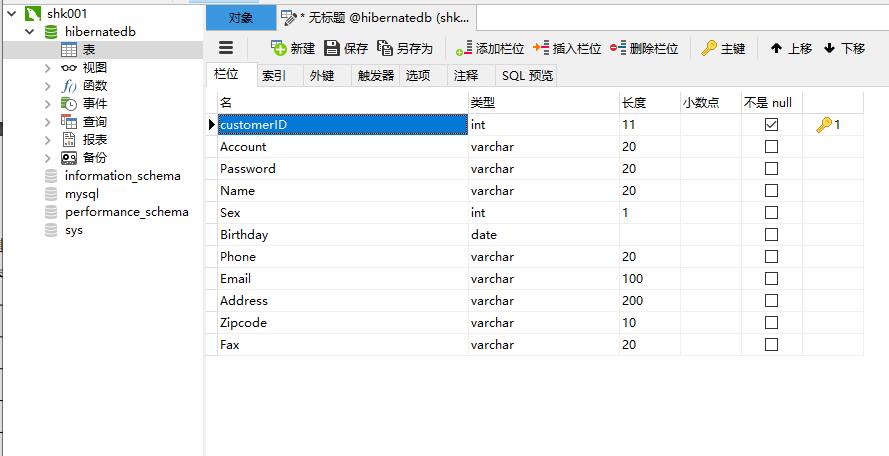 shk001
hibernatedb
表
视图
函数
事件
查询
报表
备份
information_schema
mysql
performance_schema
sys
对象 * 无标题 @hibernatedb (shk...
新建 保存 另存为 添加栏位 插入栏位 删除栏位 主键 上移 下移
栏位 索引 外键 触发器 选项 注释 SQL 预览
名 类型 长度 小数点 不是 null
customerID int 11 1
Account varchar 20
Password varchar 20
Name varchar 20
Sex int 1
Birthday date
Phone varchar 20
Email varchar 100
Address varchar 200
Zipcode varchar 10
Fax varchar 20